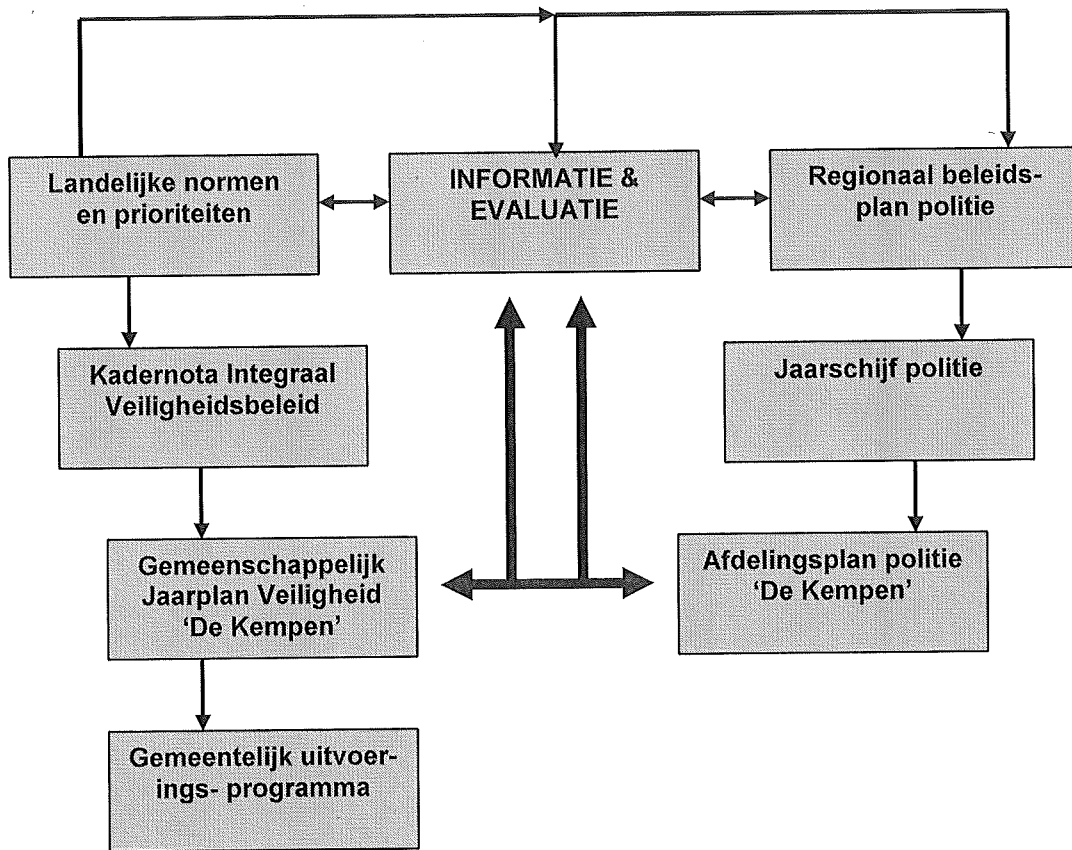 Landelijke normen
en prioriteiten
INFORMATIE &
EVALUATIE
Regionaal beleids-
plan politie
Kadernota Integraal
Veiligheidsbeleid
Jaarschijf politie
Gemeenschappelijk
Jaarplan Veiligheid
‘De Kempen’
Afdelingsplan politie
‘De Kempen’
Gemeentelijk uitvoer-
ings- programma